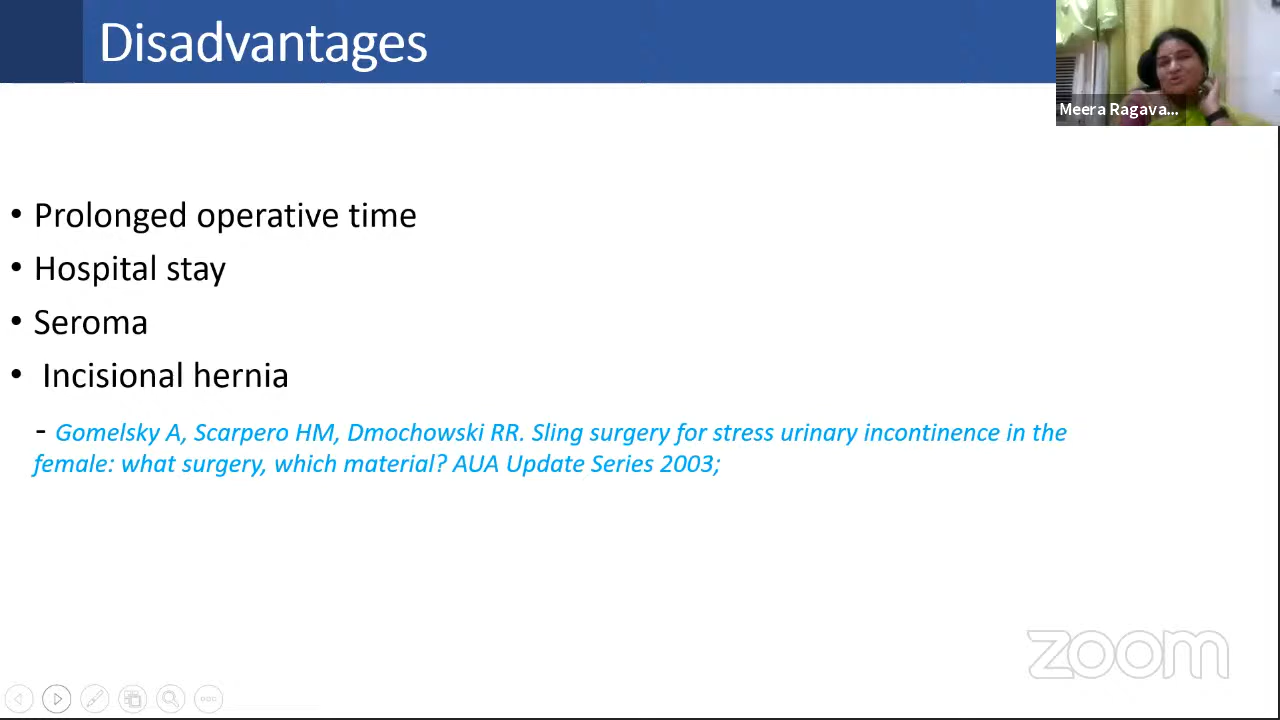 Disadvantages
Meera Ragava...
• Prolonged operative time
• Hospital stay
• Seroma
• Incisional hernia
- Gomelsky A, Scarpero HM, Dmochowski RR. Sling surgery for stress urinary incontinence in the
female: what surgery, which material? AUA Update Series 2003;
zoom